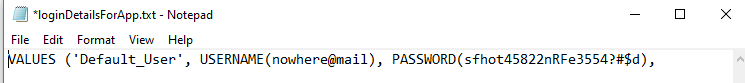 *loginDetailsForApp.txt - Notepad
File Edit Format View Help
VALUES ('Default_User', USERNAME(nowhere@mail), PASSWORD(sfhot45822nRFe3554?#$d),